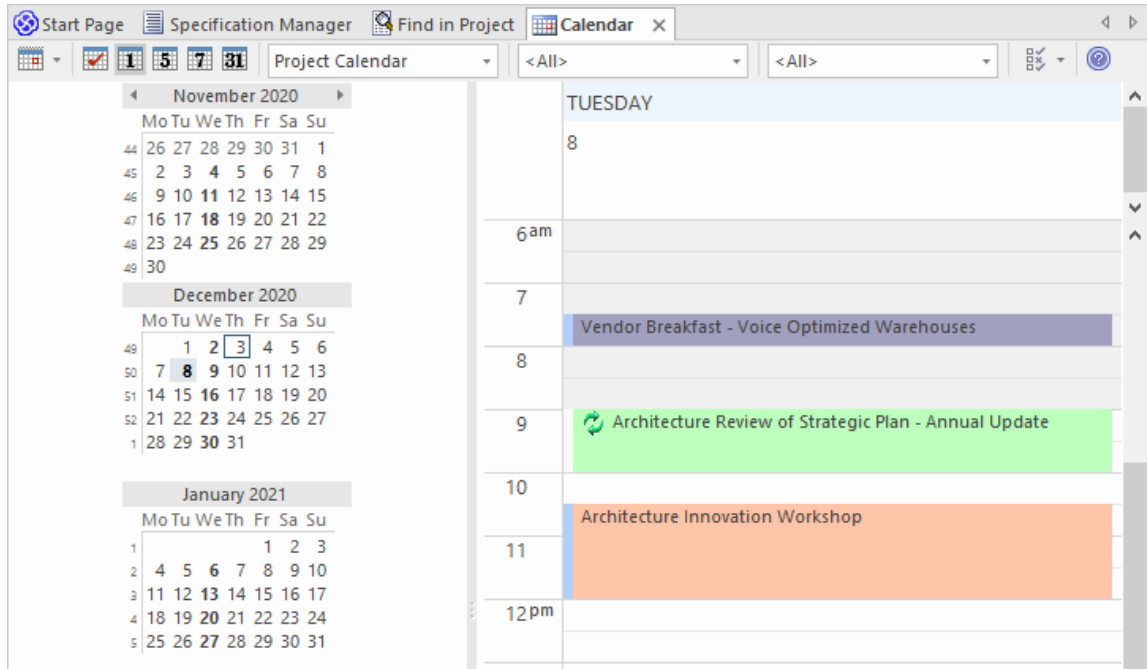 Start Page Specification Manager Find in Project Calendar
1 5 7 31 Project Calendar <All> <All>
November 2020
Mo Tu We Th Fr Sa Su
44 26 27 28 29 30 31 1
45 2 3 4 5 6 7 8
46 9 10 11 12 13 14 15
47 16 17 18 19 20 21 22
48 23 24 25 26 27 28 29
49 30
December 2020
Mo Tu We Th Fr Sa Su
49 1 2 3 4 5 6
50 7 8 9 10 11 12 13
51 14 15 16 17 18 19 20
52 21 22 23 24 25 26 27
1 28 29 30 31
January 2021
Mo Tu We Th Fr Sa Su
1 1 2 3
2 4 5 6 7 8 9 10
3 11 12 13 14 15 16 17
4 18 19 20 21 22 23 24
5 25 26 27 28 29 30 31
TUESDAY
8
6 am
7
Vendor Breakfast - Voice Optimized Warehouses
8
9 Architecture Review of Strategic Plan - Annual Update
10
Architecture Innovation Workshop
11
12 pm